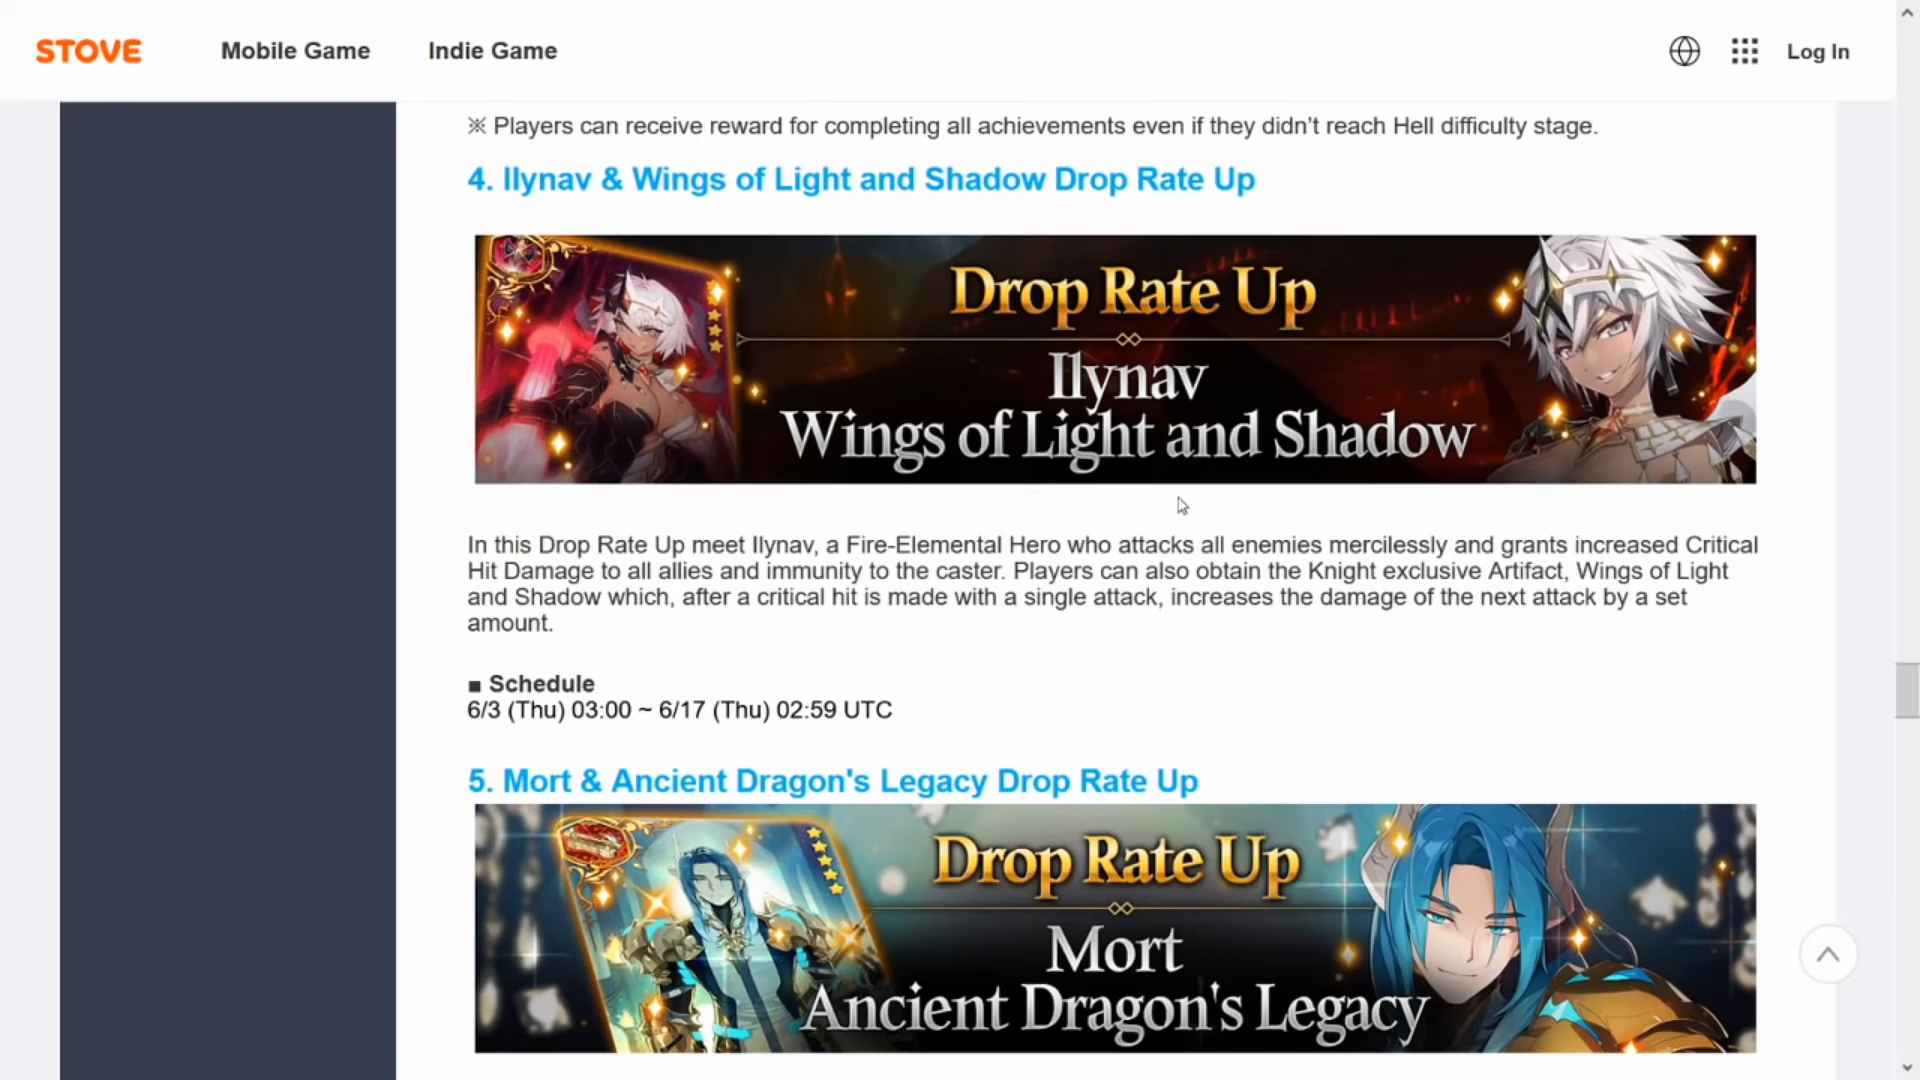 STOVE Mobile Game Indie Game Log In
※ Players can receive reward for completing all achievements even if they didn’t reach Hell difficulty stage.
4. Ilynav & Wings of Light and Shadow Drop Rate Up
Drop Rate Up
Ilynav
Wings of Light and Shadow
In this Drop Rate Up meet Ilynav, a Fire-Elemental Hero who attacks all enemies mercilessly and grants increased Critical
Hit Damage to all allies and immunity to the caster. Players can also obtain the Knight exclusive Artifact, Wings of Light
and Shadow which, after a critical hit is made with a single attack, increases the damage of the next attack by a set
amount.
■ Schedule
6/3 (Thu) 03:00 ~ 6/17 (Thu) 02:59 UTC
5. Mort & Ancient Dragon's Legacy Drop Rate Up
Drop Rate Up
Mort
Ancient Dragon's Legacy